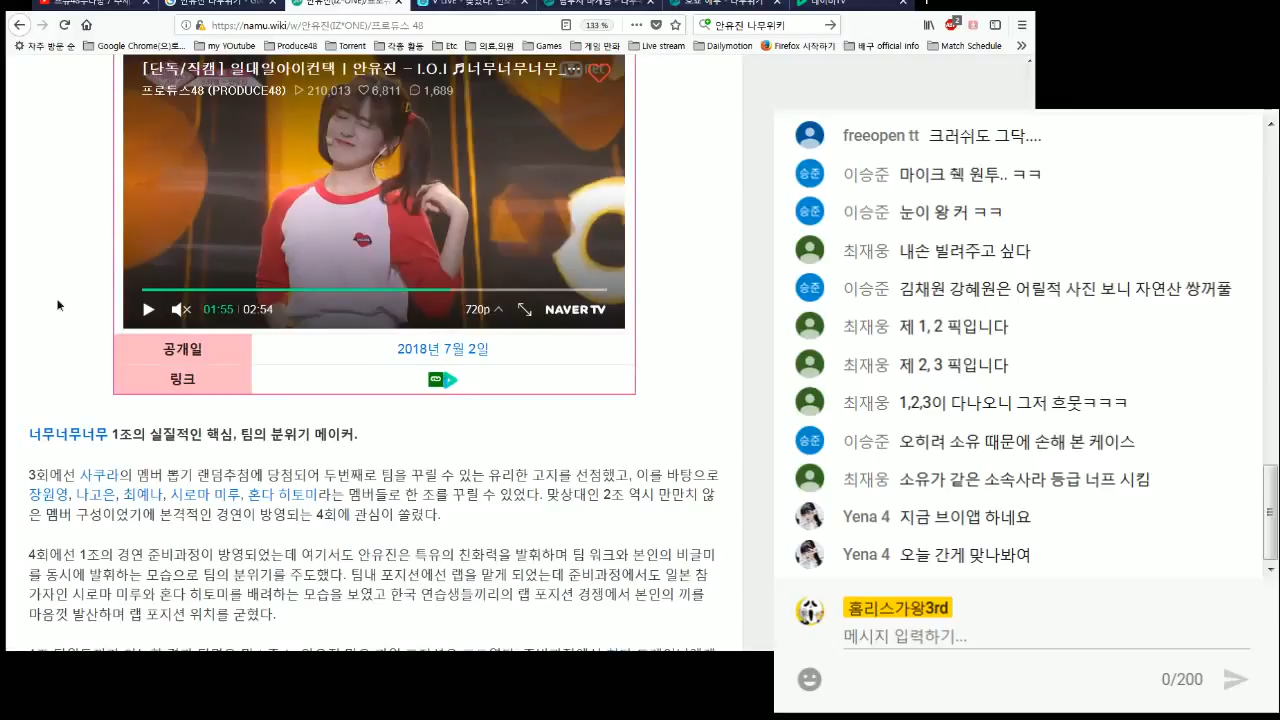 안유진(IZ*ONE)/프로듀스 48
https://namu.wiki/w/안유진(IZ*ONE)/프로듀스 48
133 %
안유진 나무위키
자주 방문 순
Google Chrome(으)로...
my YouTube
Produce48
Torrent
각종 활동
Etc
의료,의원
Games
게임 만화
Live stream
Dailymotion
Firefox 시작하기
배구 official info
Match Schedule
[단독/직캠] 일대일아이컨택ㅣ안유진 - I.O.I ♬너무너무너무_...
프로듀스48 (PRODUCE48) 210,013 6,811 1,689
01:55 | 02:54
720p
NAVER TV
공개일
2018년 7월 2일
링크
너무너무너무 1조의 실질적인 핵심, 팀의 분위기 메이커.
3회에선 사쿠라의 멤버 뽑기 랜덤추첨에 당첨되어 두번째로 팀을 꾸릴 수 있는 유리한 고지를 선점했고, 이를 바탕으로
장원영, 나고은, 최예나, 시로마 미루, 혼다 히토미라는 멤버들로 한 조를 꾸릴 수 있었다. 맞상대인 2조 역시 만만치 않
은 멤버 구성이었기에 본격적인 경연이 방영되는 4회에 관심이 쏠렸다.
4회에선 1조의 경연 준비과정이 방영되었는데 여기서도 안유진은 특유의 친화력을 발휘하며 팀 워크와 본인의 비글미
를 동시에 발휘하는 모습으로 팀의 분위기를 주도했다. 팀내 포지션에선 랩을 맡게 되었는데 준비과정에서도 일본 참
가자인 시로마 미루와 혼다 히토미를 배려하는 모습을 보였고 한국 연습생들끼리의 랩 포지션 경쟁에서 본인의 끼를
마음껏 발산하며 랩 포지션 위치를 굳혔다.
freeopen tt 크러쉬도 그닥....
승준 이승준 마이크 췍 원투.. ㅋㅋ
승준 이승준 눈이 왕 커 ㅋㅋ
최재웅 내손 빌려주고 싶다
승준 이승준 김채원 강혜원은 어릴적 사진 보니 자연산 쌍꺼풀
최재웅 제 1, 2 픽입니다
최재웅 제 2, 3 픽입니다
최재웅 1,2,3이 다나오니 그저 흐뭇ㅋㅋㅋ
승준 이승준 오히려 소유 때문에 손해 본 케이스
최재웅 소유가 같은 소속사라 등급 너프 시킴
Yena 4 지금 브이앱 하네요
Yena 4 오늘 간게 맞나봐여
홈리스가왕3rd
메시지 입력하기...
0/200